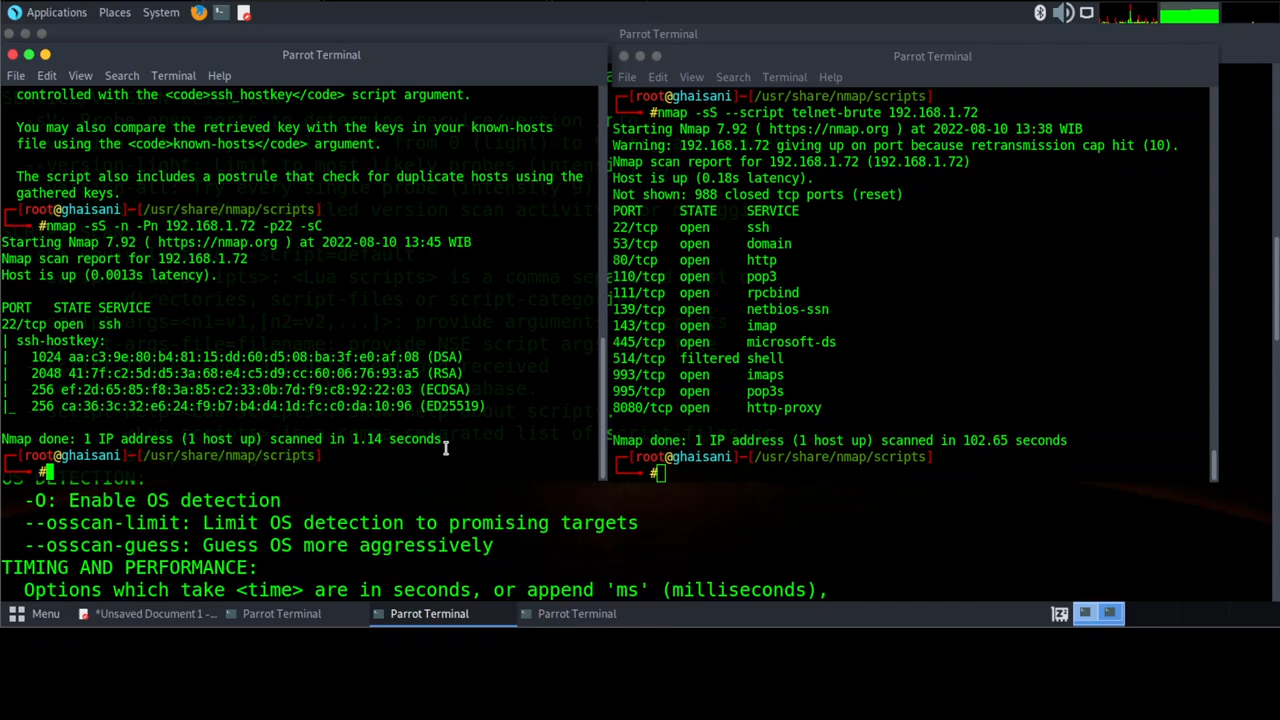 Applications Places System
Parrot Terminal
Parrot Terminal
File Edit View Search Terminal Help
controlled with the <code>ssh_hostkey</code> script argument.
You may also compare the retrieved key with the keys in your known-hosts
file using the <code>known-hosts</code> argument.
The script also includes a postrule that check for duplicate hosts using the
gathered keys.
┌─[root@ghaisani]─[/usr/share/nmap/scripts]
└──╼ #nmap -sS -n -Pn 192.168.1.72 -p22 -sC
Starting Nmap 7.92 ( https://nmap.org ) at 2022-08-10 13:45 WIB
Nmap scan report for 192.168.1.72
Host is up (0.0013s latency).
PORT   STATE SERVICE
22/tcp open  ssh
| ssh-hostkey:
|   1024 aa:c3:9e:80:b4:81:15:dd:60:d5:08:ba:3f:e0:af:08 (DSA)
|   2048 41:7f:c2:5d:d5:3a:68:e4:c5:d9:cc:60:06:76:93:a5 (RSA)
|   256 ef:2d:65:85:f8:3a:85:c2:33:0b:7d:f9:c8:92:22:03 (ECDSA)
|_  256 ca:36:3c:32:e6:24:f9:b7:b4:d4:1d:fc:c0:da:10:96 (ED25519)
Nmap done: 1 IP address (1 host up) scanned in 1.14 seconds
┌─[root@ghaisani]─[/usr/share/nmap/scripts]
└──╼ #
Parrot Terminal
File Edit View Search Terminal Help
┌─[root@ghaisani]─[/usr/share/nmap/scripts]
└──╼ #nmap -sS --script telnet-brute 192.168.1.72
Starting Nmap 7.92 ( https://nmap.org ) at 2022-08-10 13:38 WIB
Warning: 192.168.1.72 giving up on port because retransmission cap hit (10).
Nmap scan report for 192.168.1.72 (192.168.1.72)
Host is up (0.18s latency).
Not shown: 988 closed tcp ports (reset)
PORT     STATE    SERVICE
22/tcp   open     ssh
53/tcp   open     domain
80/tcp   open     http
110/tcp  open     pop3
111/tcp  open     rpcbind
139/tcp  open     netbios-ssn
143/tcp  open     imap
445/tcp  open     microsoft-ds
514/tcp  filtered shell
993/tcp  open     imaps
995/tcp  open     pop3s
8080/tcp open     http-proxy
Nmap done: 1 IP address (1 host up) scanned in 102.65 seconds
┌─[root@ghaisani]─[/usr/share/nmap/scripts]
└──╼ #
OS DETECTION:
-O: Enable OS detection
--osscan-limit: Limit OS detection to promising targets
--osscan-guess: Guess OS more aggressively
TIMING AND PERFORMANCE:
Options which take <time> are in seconds, or append 'ms' (milliseconds),
Menu *Unsaved Document 1 -... Parrot Terminal Parrot Terminal Parrot Terminal